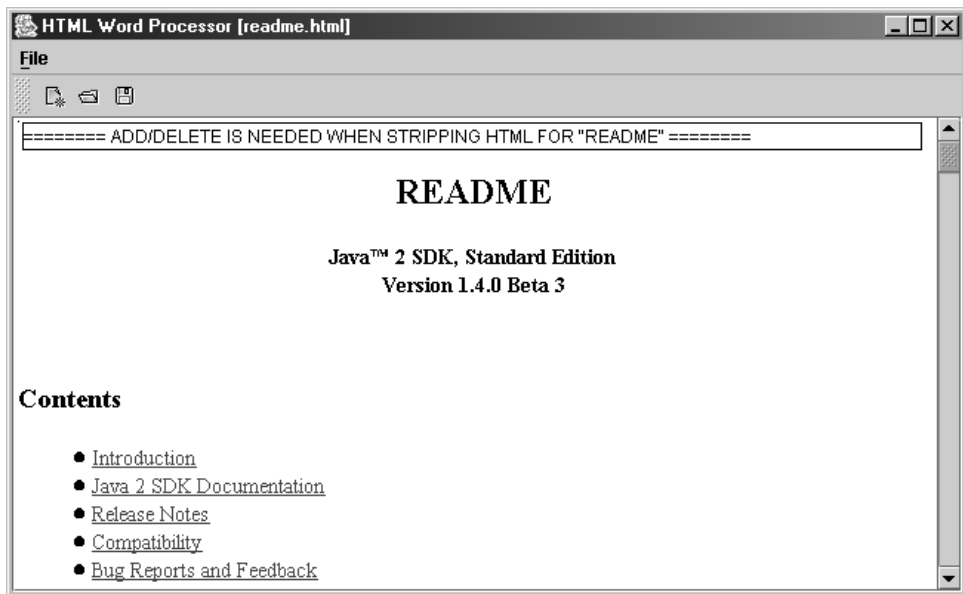 HTML Word Processor [readme.html]
File
======== ADD/DELETE IS NEEDED WHEN STRIPPING HTML FOR "README" ========
README
Java™ 2 SDK, Standard Edition
Version 1.4.0 Beta 3
Contents
Introduction
Java 2 SDK Documentation
Release Notes
Compatibility
Bug Reports and Feedback